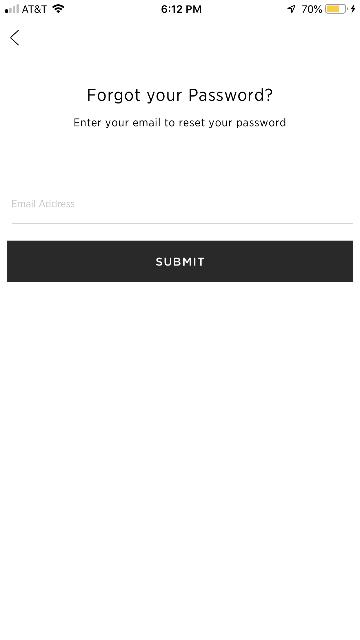 AT&T 6:12 PM 70%
Forgot your Password?
Enter your email to reset your password
Email Address
SUBMIT